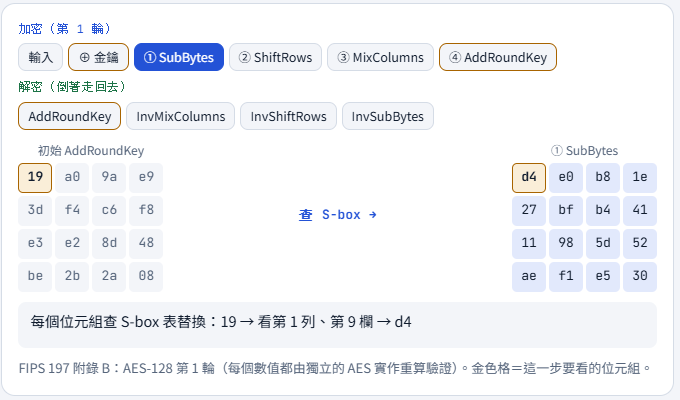 加密（第 1 輪）
輸入 ⊕ 金鑰 ① SubBytes ② ShiftRows ③ MixColumns ④ AddRoundKey
解密（倒著走回去）
AddRoundKey InvMixColumns InvShiftRows InvSubBytes
初始 AddRoundKey ① SubBytes
19 a0 9a e9 d4 e0 b8 1e
3d f4 c6 f8 27 bf b4 41
查 S-box →
e3 e2 8d 48 11 98 5d 52
be 2b 2a 08 ae f1 e5 30
每個位元組查 S-box 表替換：19 → 看第 1 列、第 9 欄 → d4
FIPS 197 附錄 B：AES-128 第 1 輪（每個數值都由獨立的 AES 實作重算驗證）。金色格＝這一步要看的位元組。